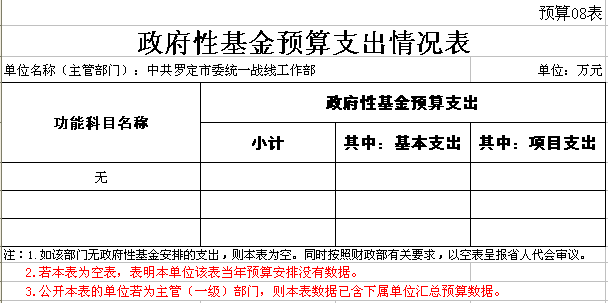 预算08表
政府性基金预算支出情况表
单位名称（主管部门）：中共罗定市委统一战线工作部 单位：万元
功能科目名称 政府性基金预算支出
小计 其中：基本支出 其中：项目支出
无
注：1.如该部门无政府性基金安排的支出，则本表为空。同时按照财政部有关要求，以空表呈报省人代会审议。
2.若本表为空表，表明本单位该表当年预算安排没有数据。
3.公开本表的单位若为主管（一级）部门，则本表数据已含下属单位汇总预算数据。